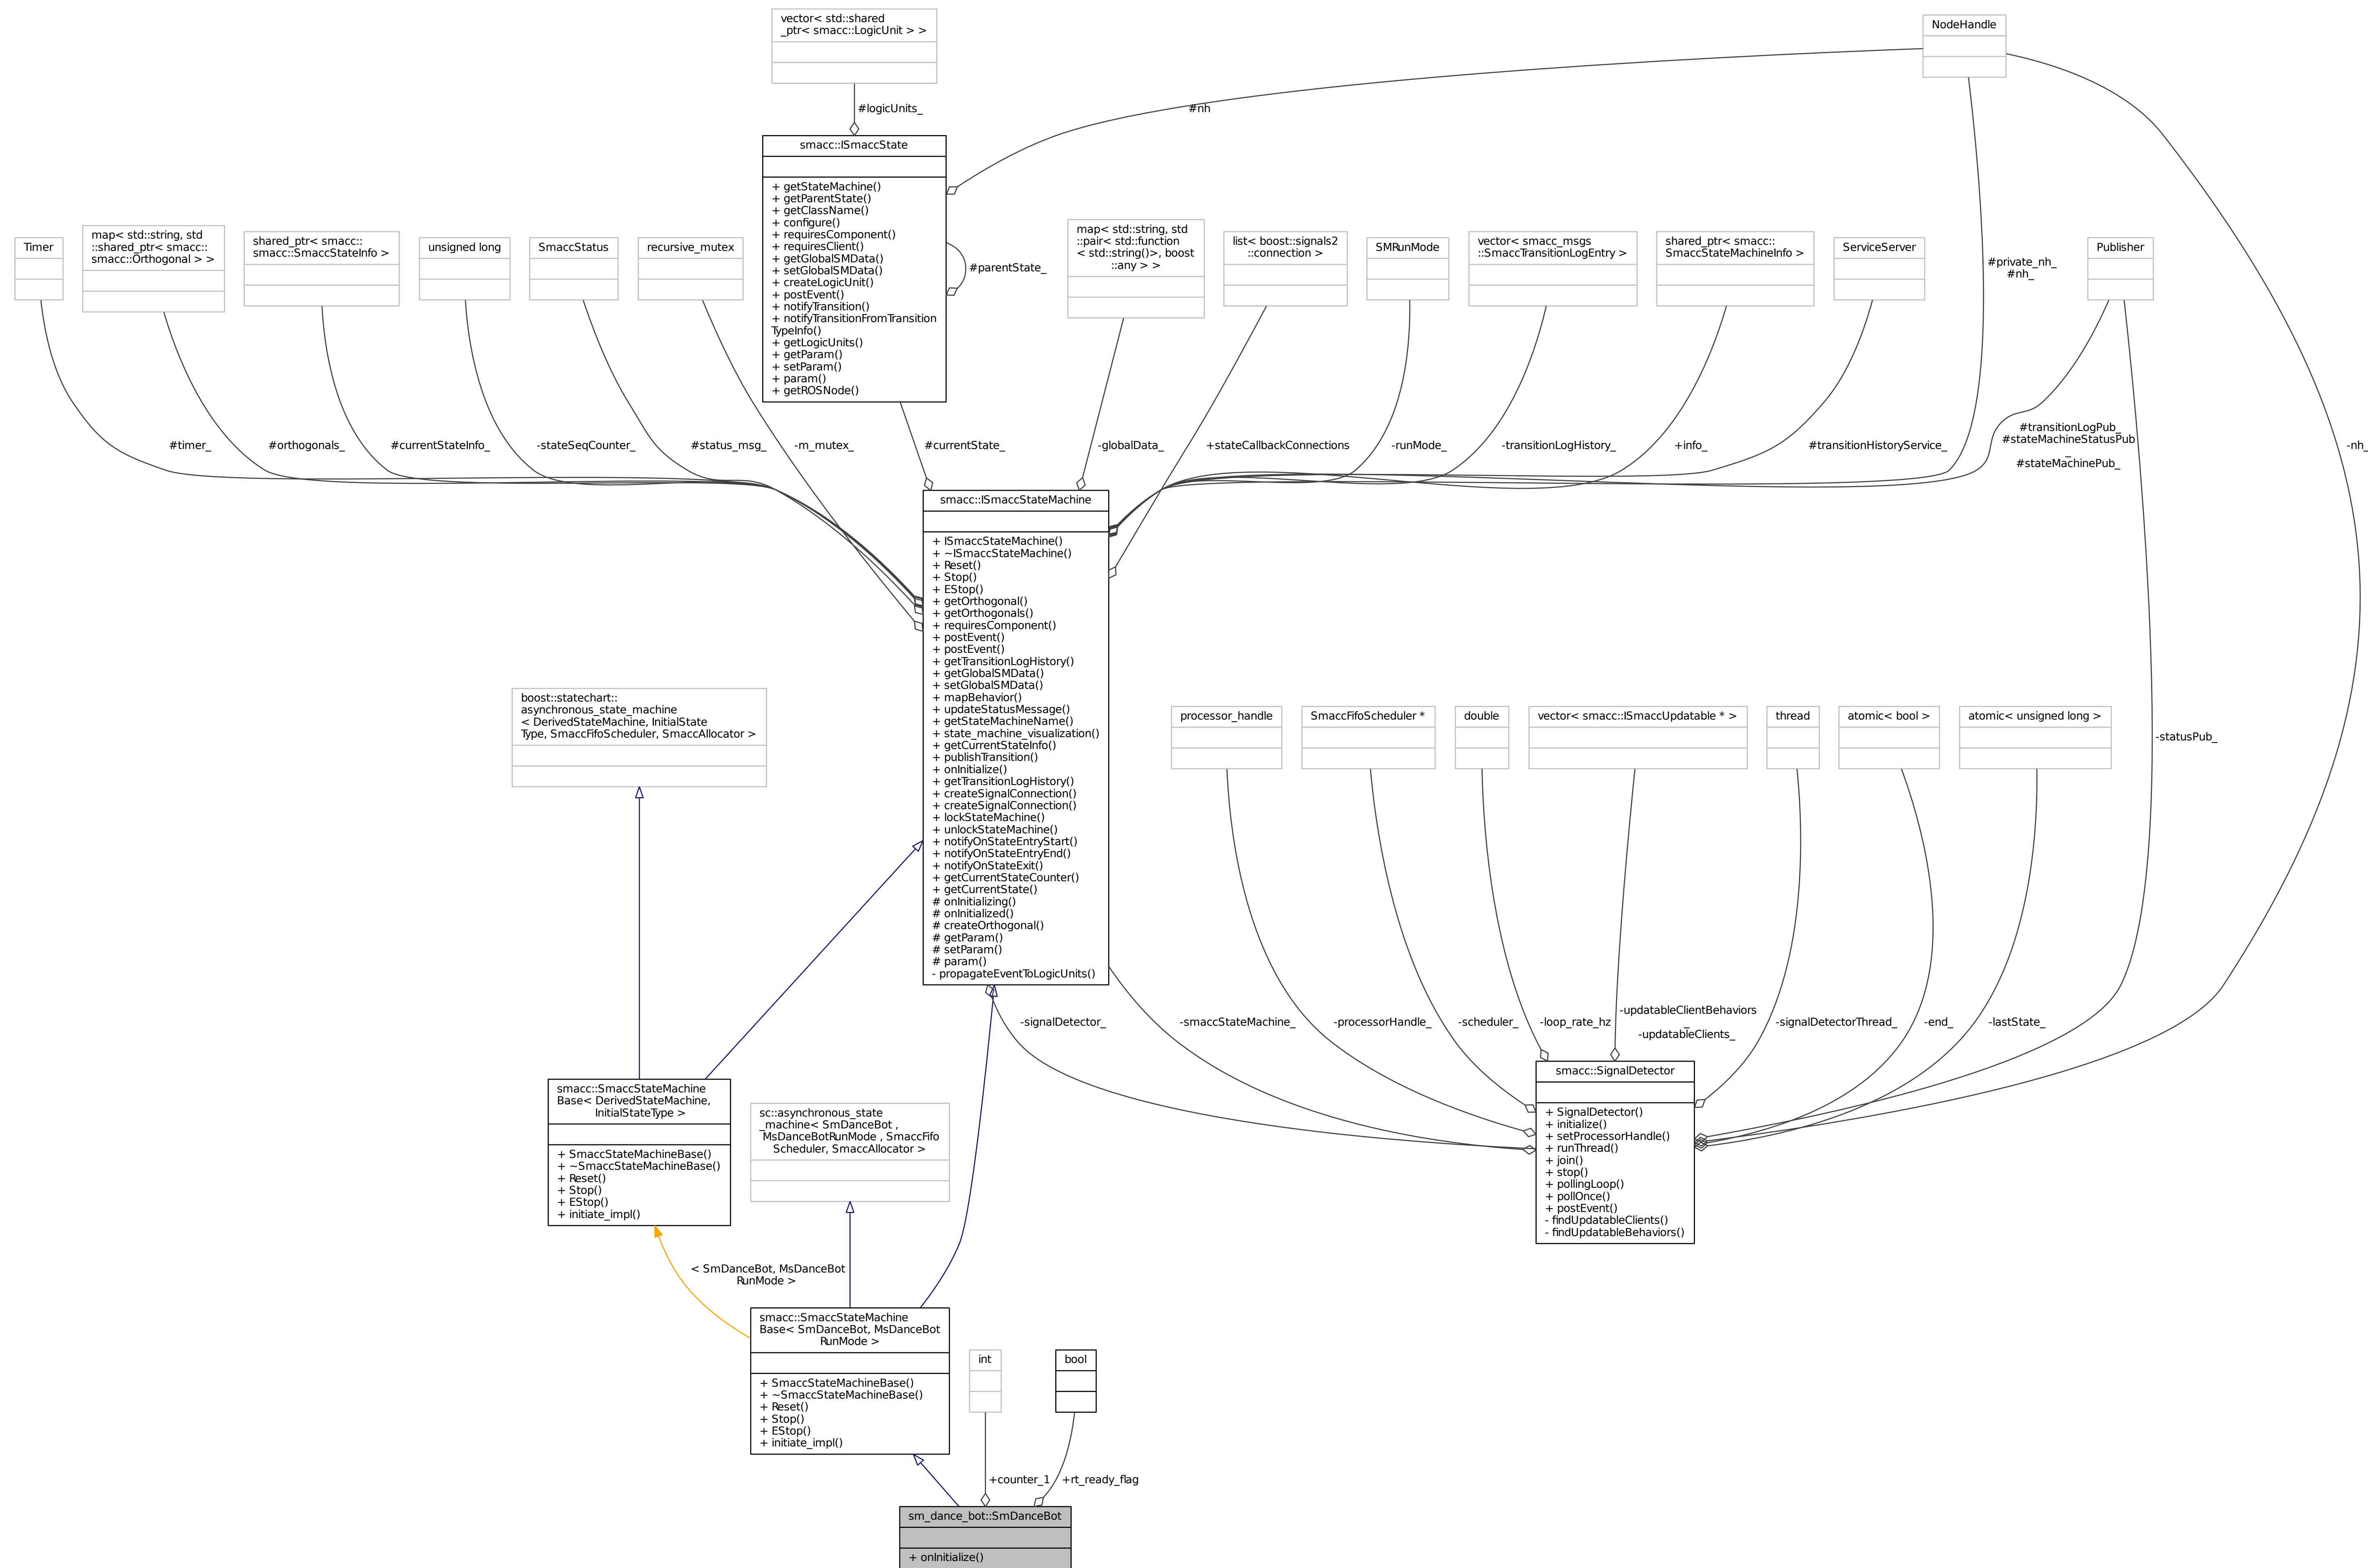 vector< std::shared
_ptr< smacc::LogicUnit > >
NodeHandle
#logicUnits_
#nh
smacc::ISmaccState
+ getStateMachine()
+ getParentState()
+ getClassName()
+ configure()
+ requiresComponent()
+ requiresClient()
+ getGlobalSMData()
+ setGlobalSMData()
+ createLogicUnit()
+ postEvent()
+ notifyTransition()
+ notifyTransitionFromTransition
TypeInfo()
+ getLogicUnits()
+ getParam()
+ setParam()
+ param()
+ getROSNode()
#parentState_
Timer
map< std::string, std
::shared_ptr< smacc::
smacc::Orthogonal > >
shared_ptr< smacc::
smacc::SmaccStateInfo >
unsigned long
SmaccStatus
recursive_mutex
map< std::string, std
::pair< std::function
< std::string()>, boost
::any > >
list< boost::signals2
::connection >
SMRunMode
vector< smacc_msgs
::SmaccTransitionLogEntry >
shared_ptr< smacc::
SmaccStateMachineInfo >
ServiceServer
#private_nh_
#nh_
Publisher
#timer_
#orthogonals_
#currentStateInfo_
-stateSeqCounter_
#status_msg_
-m_mutex_
#currentState_
-globalData_
+stateCallbackConnections
-runMode_
-transitionLogHistory_
+info_
#transitionHistoryService_
#transitionLogPub_
#stateMachineStatusPub
_
#stateMachinePub_
-nh_
smacc::ISmaccStateMachine
+ ISmaccStateMachine()
+ ~ISmaccStateMachine()
+ Reset()
+ Stop()
+ EStop()
+ getOrthogonal()
+ getOrthogonals()
+ requiresComponent()
+ postEvent()
+ postEvent()
+ getTransitionLogHistory()
+ getGlobalSMData()
+ setGlobalSMData()
+ mapBehavior()
+ updateStatusMessage()
+ getStateMachineName()
+ state_machine_visualization()
+ getCurrentStateInfo()
+ publishTransition()
+ onInitialize()
+ getTransitionLogHistory()
+ createSignalConnection()
+ createSignalConnection()
+ lockStateMachine()
+ unlockStateMachine()
+ notifyOnStateEntryStart()
+ notifyOnStateEntryEnd()
+ notifyOnStateExit()
+ getCurrentStateCounter()
+ getCurrentState()
# onInitializing()
# onInitialized()
# createOrthogonal()
# getParam()
# setParam()
# param()
- propagateEventToLogicUnits()
boost::statechart::
asynchronous_state_machine
< DerivedStateMachine, InitialState
Type, SmaccFifoScheduler, SmaccAllocator >
processor_handle
SmaccFifoScheduler *
double
vector< smacc::ISmaccUpdatable * >
thread
atomic< bool >
atomic< unsigned long >
-statusPub_
-signalDetector_
-smaccStateMachine_
-processorHandle_
-scheduler_
-loop_rate_hz
-updatableClientBehaviors
_
-updatableClients_
-signalDetectorThread_
-end_
-lastState_
smacc::SignalDetector
+ SignalDetector()
+ initialize()
+ setProcessorHandle()
+ runThread()
+ join()
+ stop()
+ pollingLoop()
+ pollOnce()
+ postEvent()
- findUpdatableClients()
- findUpdatableBehaviors()
smacc::SmaccStateMachine
Base< DerivedStateMachine,
InitialStateType >
+ SmaccStateMachineBase()
+ ~SmaccStateMachineBase()
+ Reset()
+ Stop()
+ EStop()
+ initiate_impl()
sc::asynchronous_state
_machine< SmDanceBot ,
MsDanceBotRunMode , SmaccFifo
Scheduler, SmaccAllocator >
< SmDanceBot, MsDanceBot
RunMode >
smacc::SmaccStateMachine
Base< SmDanceBot, MsDanceBot
RunMode >
+ SmaccStateMachineBase()
+ ~SmaccStateMachineBase()
+ Reset()
+ Stop()
+ EStop()
+ initiate_impl()
int
bool
+counter_1
+rt_ready_flag
sm_dance_bot::SmDanceBot
+ onInitialize()